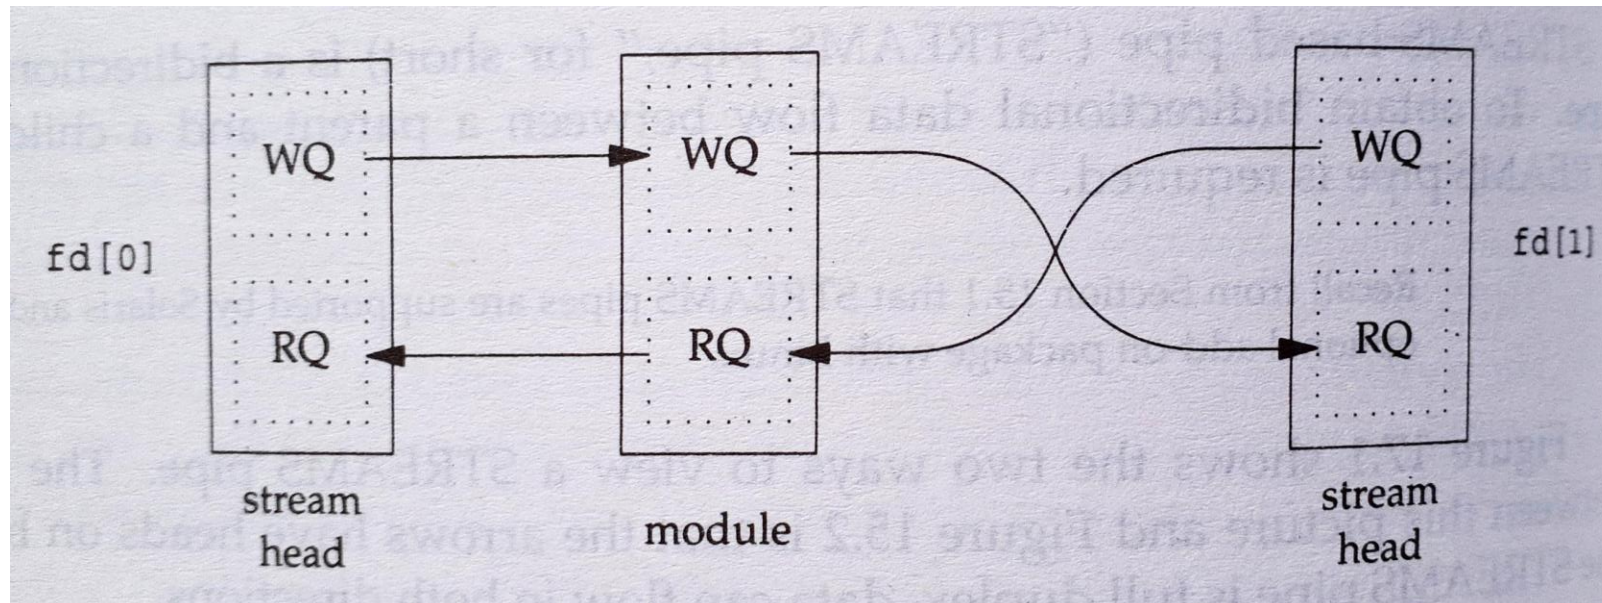 WQ
WQ
WQ
fd[0]
fd[1]
RQ
RQ
RQ
stream
head
module
stream
head